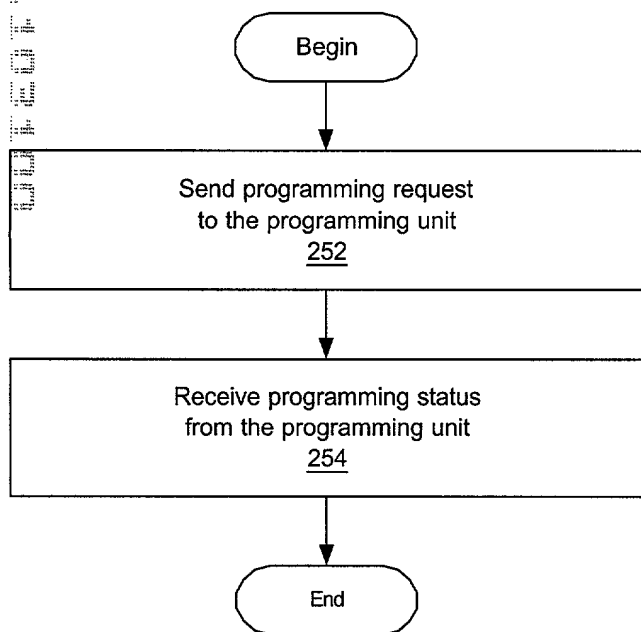 Begin
Send programming request
to the programming unit
252
Receive programming status
from the programming unit
254
End